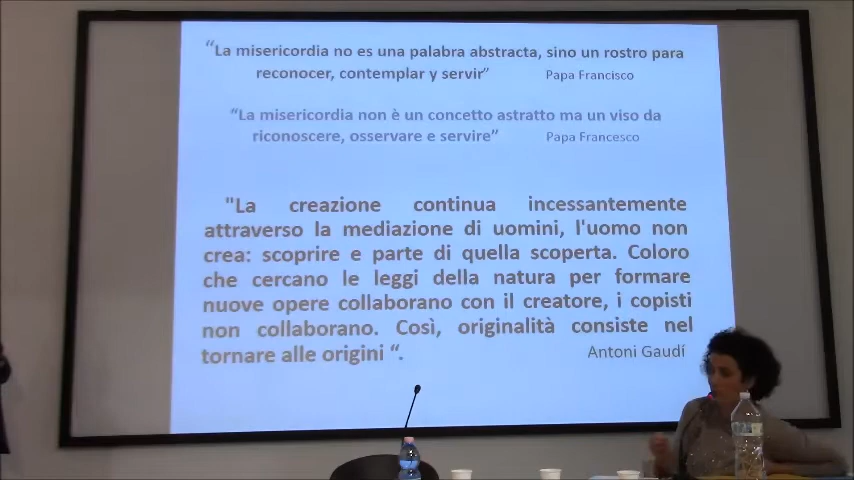 “La misericordia no es una palabra abstracta, sino un rostro para
reconocer, contemplar y servir” Papa Francisco
“La misericordia non è un concetto astratto ma un viso da
riconoscere, osservare e servire” Papa Francesco
"La creazione continua incessantemente
attraverso la mediazione di uomini, l'uomo non
crea: scoprire e parte di quella scoperta. Coloro
che cercano le leggi della natura per formare
nuove opere collaborano con il creatore, i copisti
non collaborano. Così, originalità consiste nel
tornare alle origini “. Antoni Gaudí